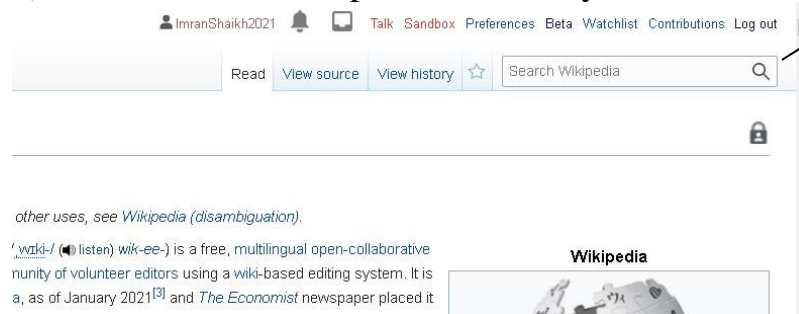 ImranShaikh2021 Talk Sandbox Preferences Beta Watchlist Contributions Log out
Read View source View history Search Wikipedia
other uses, see Wikipedia (disambiguation).
ˌwɪki-/ (listen) wik-ee-) is a free, multilingual open-collaborative
Wikipedia
nunity of volunteer editors using a wiki-based editing system. It is
a, as of January 2021[3] and The Economist newspaper placed it